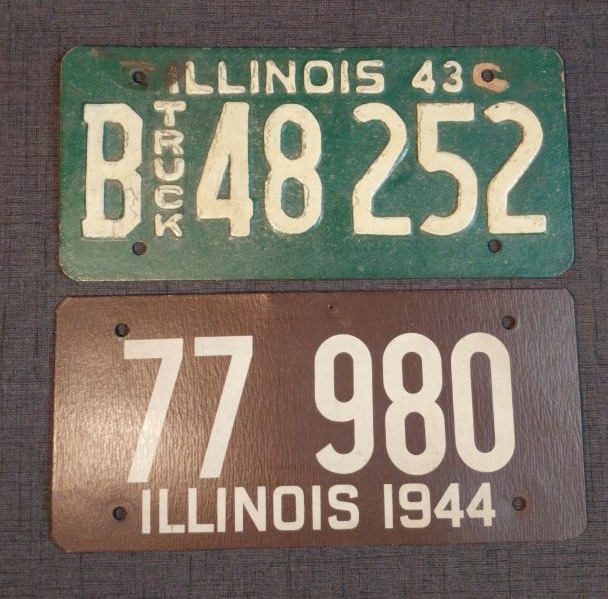 ILLINOIS 43
B TRUCK 48 252
77 980
ILLINOIS 1944